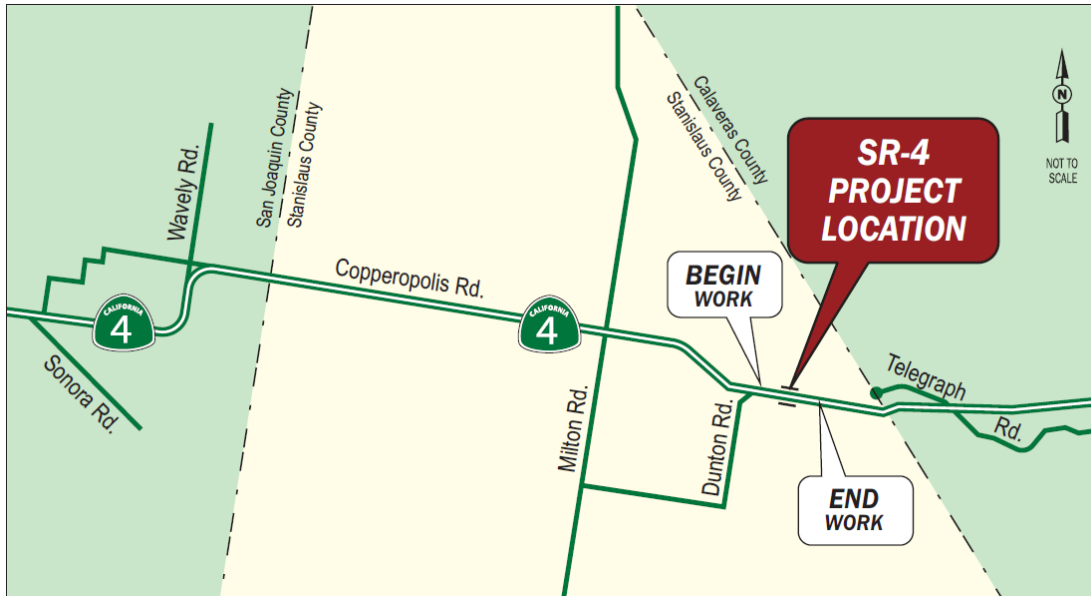 Wavely Rd.
San Joaquin County
Stanislaus County
Calaveras County
Stanislaus County
N
NOT TO
SCALE
SR-4
PROJECT
LOCATION
Copperopolis Rd.
BEGIN
WORK
CALIFORNIA
4
CALIFORNIA
4
Sonora Rd.
Milton Rd.
Dunton Rd.
Telegraph
Rd.
END
WORK